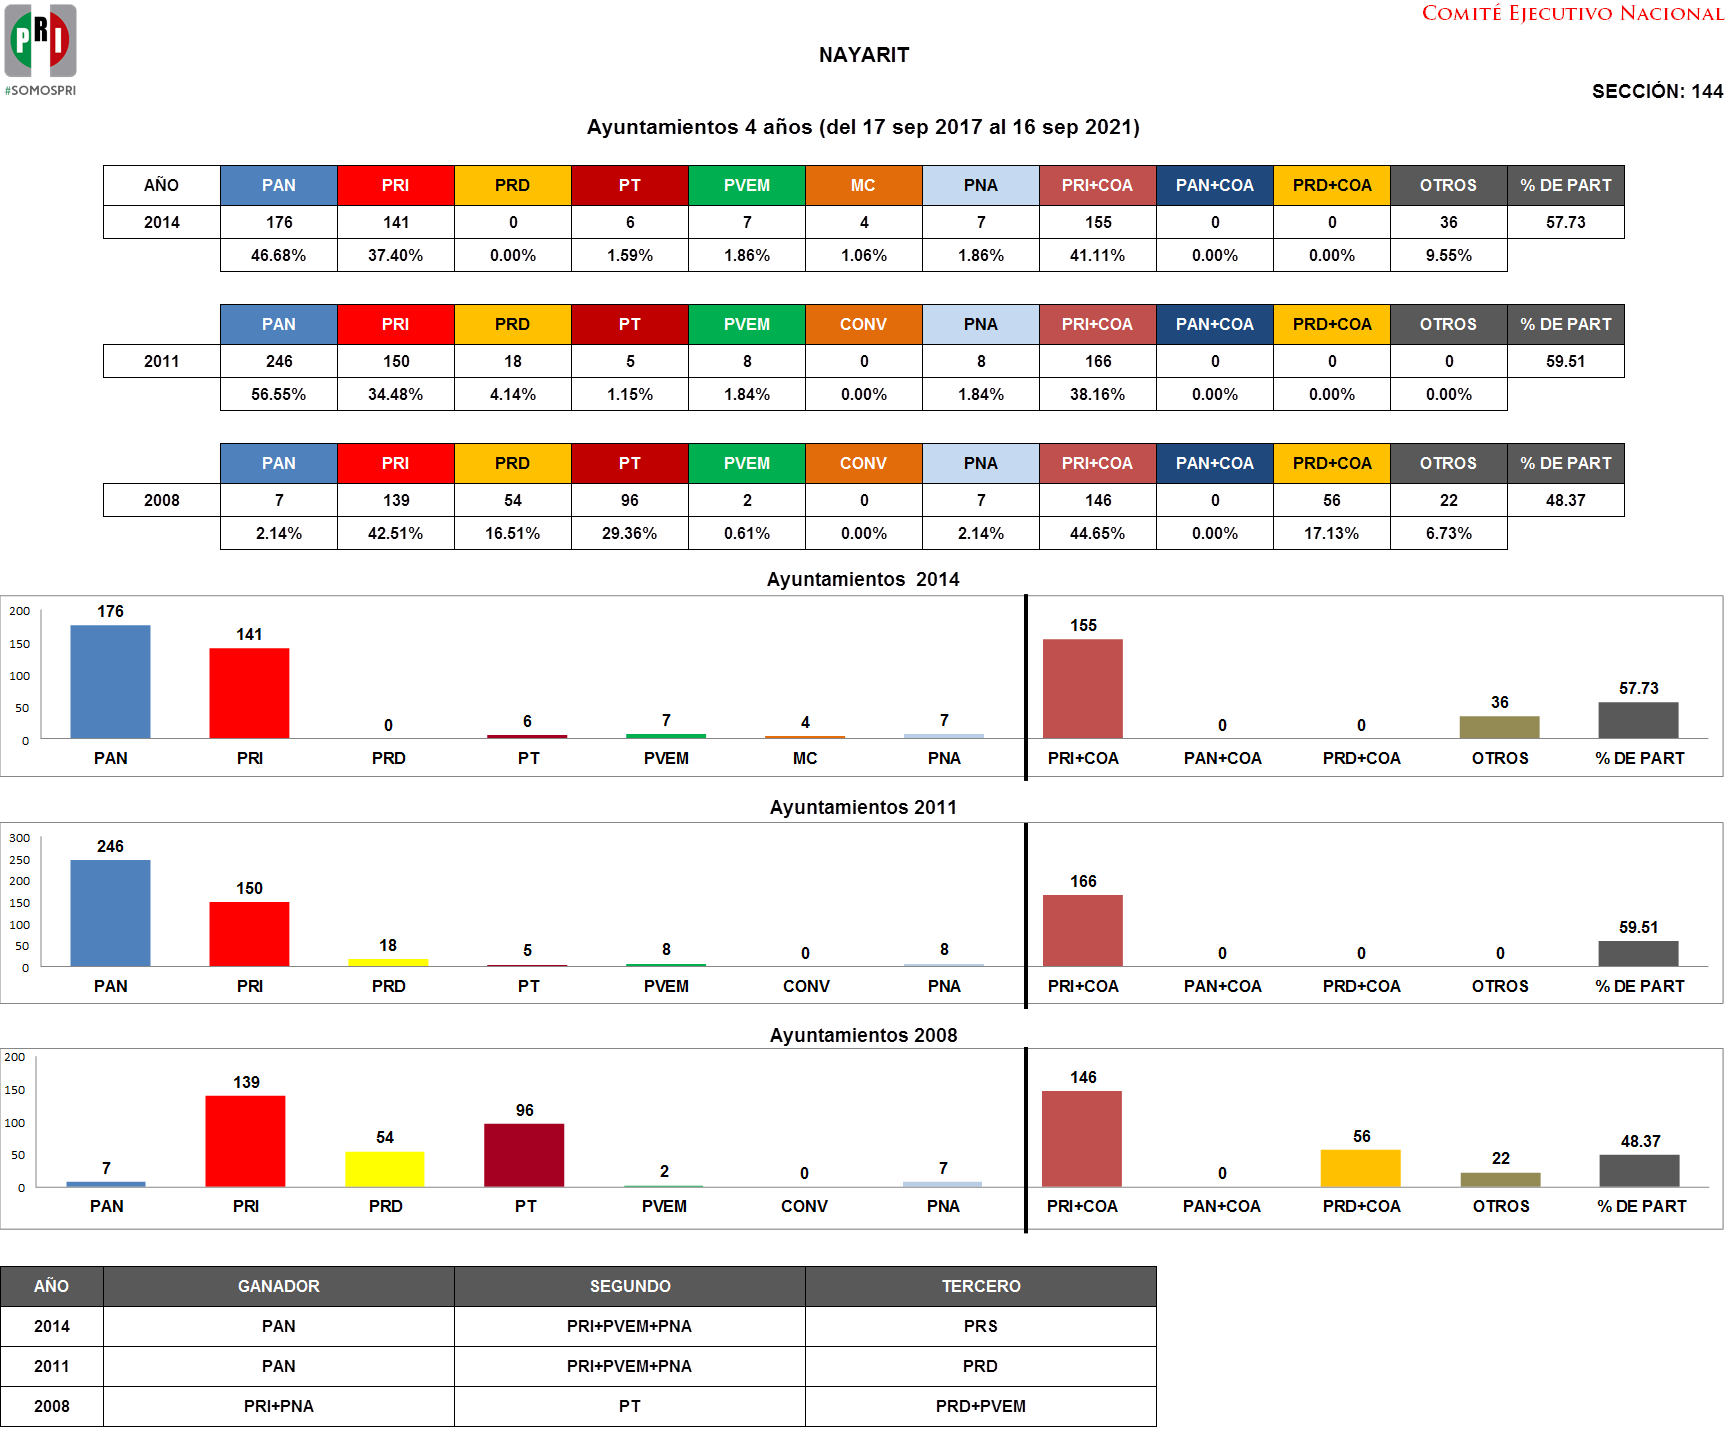 COMITÉ EJECUTIVO NACIONAL
PRI
#SOMOSPRI
NAYARIT
SECCIÓN: 144
Ayuntamientos 4 años (del 17 sep 2017 al 16 sep 2021)
AÑO PAN PRI PRD PT PVEM MC PNA PRI+COA PAN+COA PRD+COA OTROS % DE PART
2014 176 141 0 6 7 4 7 155 0 0 36 57.73
46.68% 37.40% 0.00% 1.59% 1.86% 1.06% 1.86% 41.11% 0.00% 0.00% 9.55%
PAN PRI PRD PT PVEM CONV PNA PRI+COA PAN+COA PRD+COA OTROS % DE PART
2011 246 150 18 5 8 0 8 166 0 0 0 59.51
56.55% 34.48% 4.14% 1.15% 1.84% 0.00% 1.84% 38.16% 0.00% 0.00% 0.00%
PAN PRI PRD PT PVEM CONV PNA PRI+COA PAN+COA PRD+COA OTROS % DE PART
2008 7 139 54 96 2 0 7 146 0 56 22 48.37
2.14% 42.51% 16.51% 29.36% 0.61% 0.00% 2.14% 44.65% 0.00% 17.13% 6.73%
Ayuntamientos 2014
200
150
100
50
0
176 141 0 6 7 4 7 155 0 0 36 57.73
PAN PRI PRD PT PVEM MC PNA PRI+COA PAN+COA PRD+COA OTROS % DE PART
Ayuntamientos 2011
300
250
200
150
100
50
0
246 150 18 5 8 0 8 166 0 0 0 59.51
PAN PRI PRD PT PVEM CONV PNA PRI+COA PAN+COA PRD+COA OTROS % DE PART
Ayuntamientos 2008
200
150
100
50
0
7 139 54 96 2 0 7 146 0 56 22 48.37
PAN PRI PRD PT PVEM CONV PNA PRI+COA PAN+COA PRD+COA OTROS % DE PART
AÑO GANADOR SEGUNDO TERCERO
2014 PAN PRI+PVEM+PNA PRS
2011 PAN PRI+PVEM+PNA PRD
2008 PRI+PNA PT PRD+PVEM